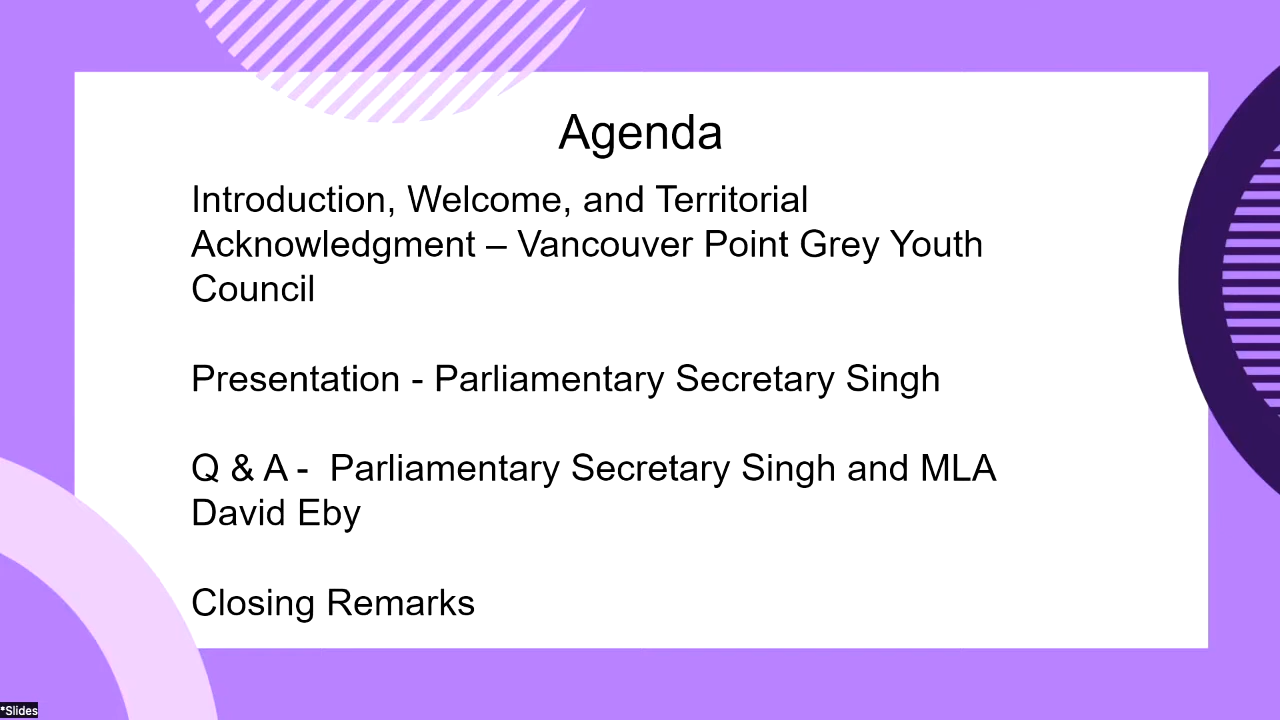 Agenda
Introduction, Welcome, and Territorial
Acknowledgment – Vancouver Point Grey Youth
Council
Presentation - Parliamentary Secretary Singh
Q & A -  Parliamentary Secretary Singh and MLA
David Eby
Closing Remarks
*Slides